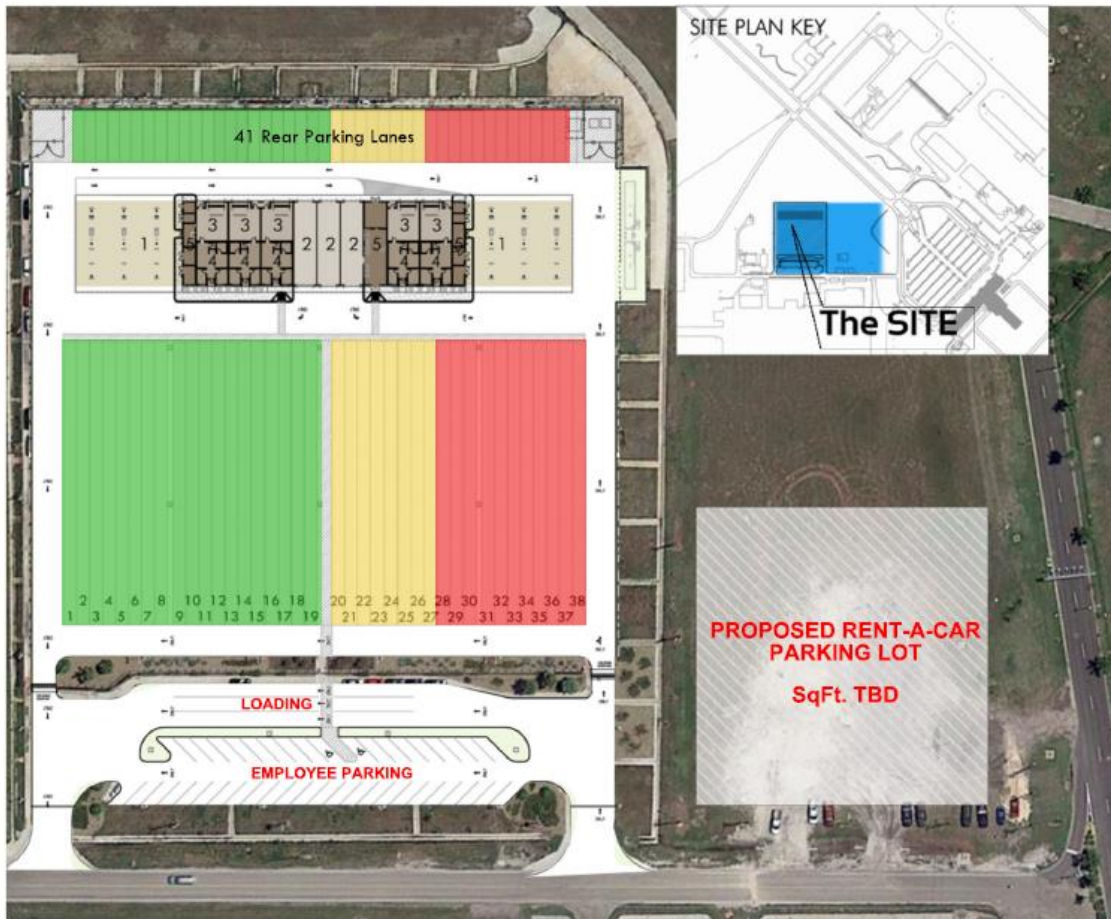 SITE PLAN KEY
The SITE
41 Rear Parking Lanes
1 5 3 3 3 2 2 2 5 3 3 5 1
4 4 4 4 4
2 4 6 8 10 12 14 16 18 20 22 24 26 28 30 32 34 36 38
1 3 5 7 9 11 13 15 17 19 21 23 25 27 29 31 33 35 37
PROPOSED RENT-A-CAR
PARKING LOT
SqFt. TBD
LOADING
EMPLOYEE PARKING